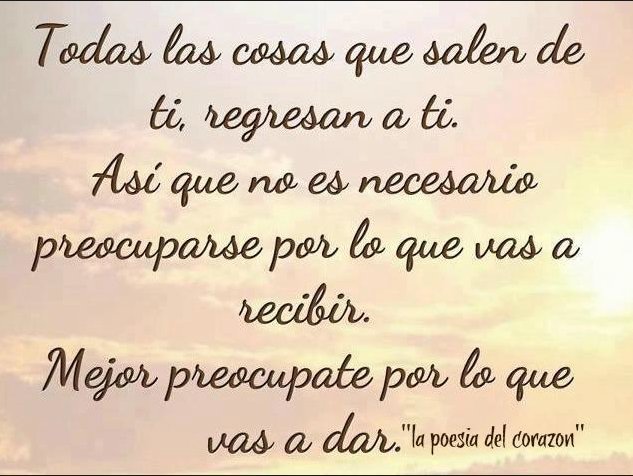 Todas las cosas que salen de
ti, regresan a ti.
Así que no es necesario
preocuparse por lo que vas a
recibir.
Mejor preocupate por lo que
vas a dar."la poesia del corazon"